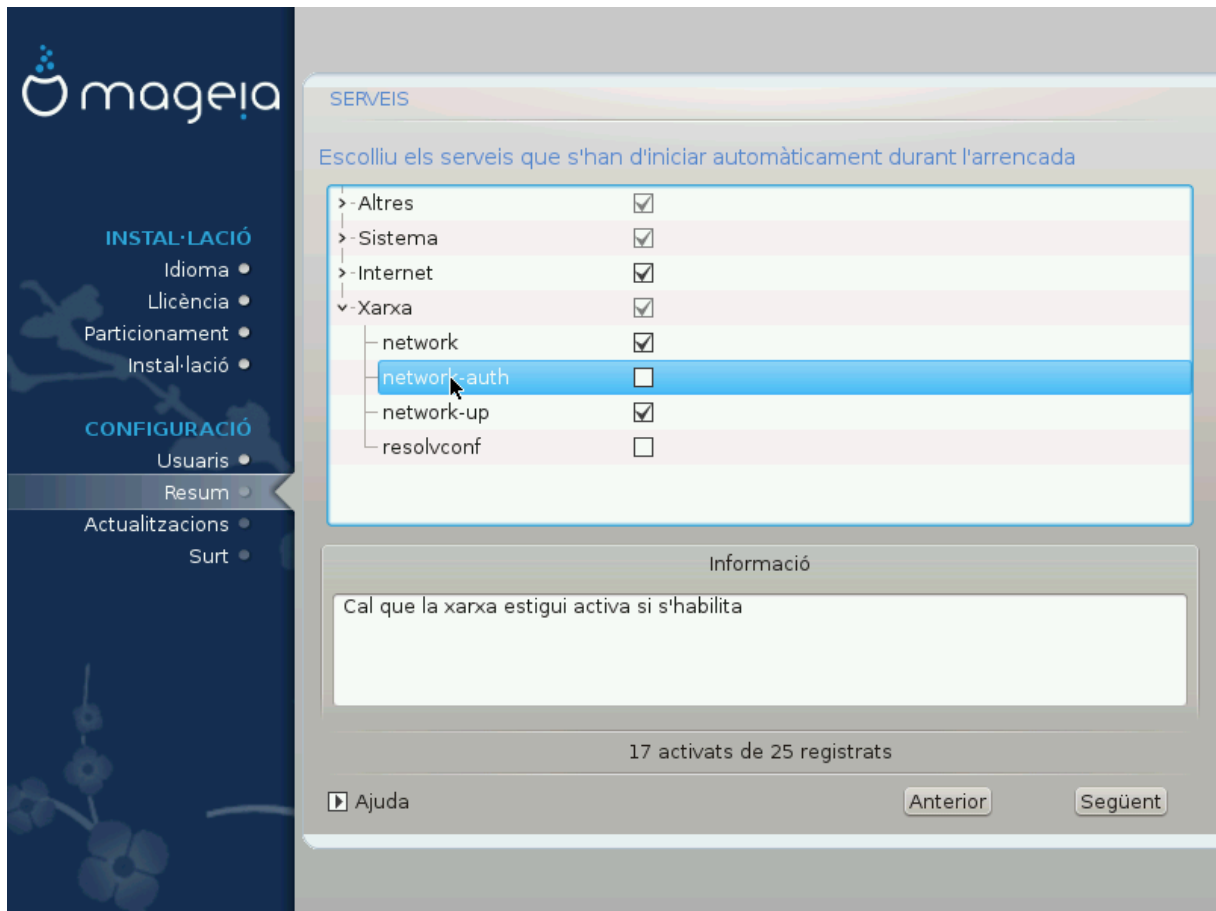 mageia
INSTAL·LACIÓ
Idioma
Llicència
Particionament
Instal·lació
CONFIGURACIÓ
Usuaris
Resum
Actualitzacions
Surt
SERVEIS
Escolliu els serveis que s'han d'iniciar automàticament durant l'arrencada
Altres
Sistema
Internet
Xarxa
network
network-auth
network-up
resolvconf
Informació
Cal que la xarxa estigui activa si s'habilita
17 activats de 25 registrats
Ajuda
Anterior
Següent